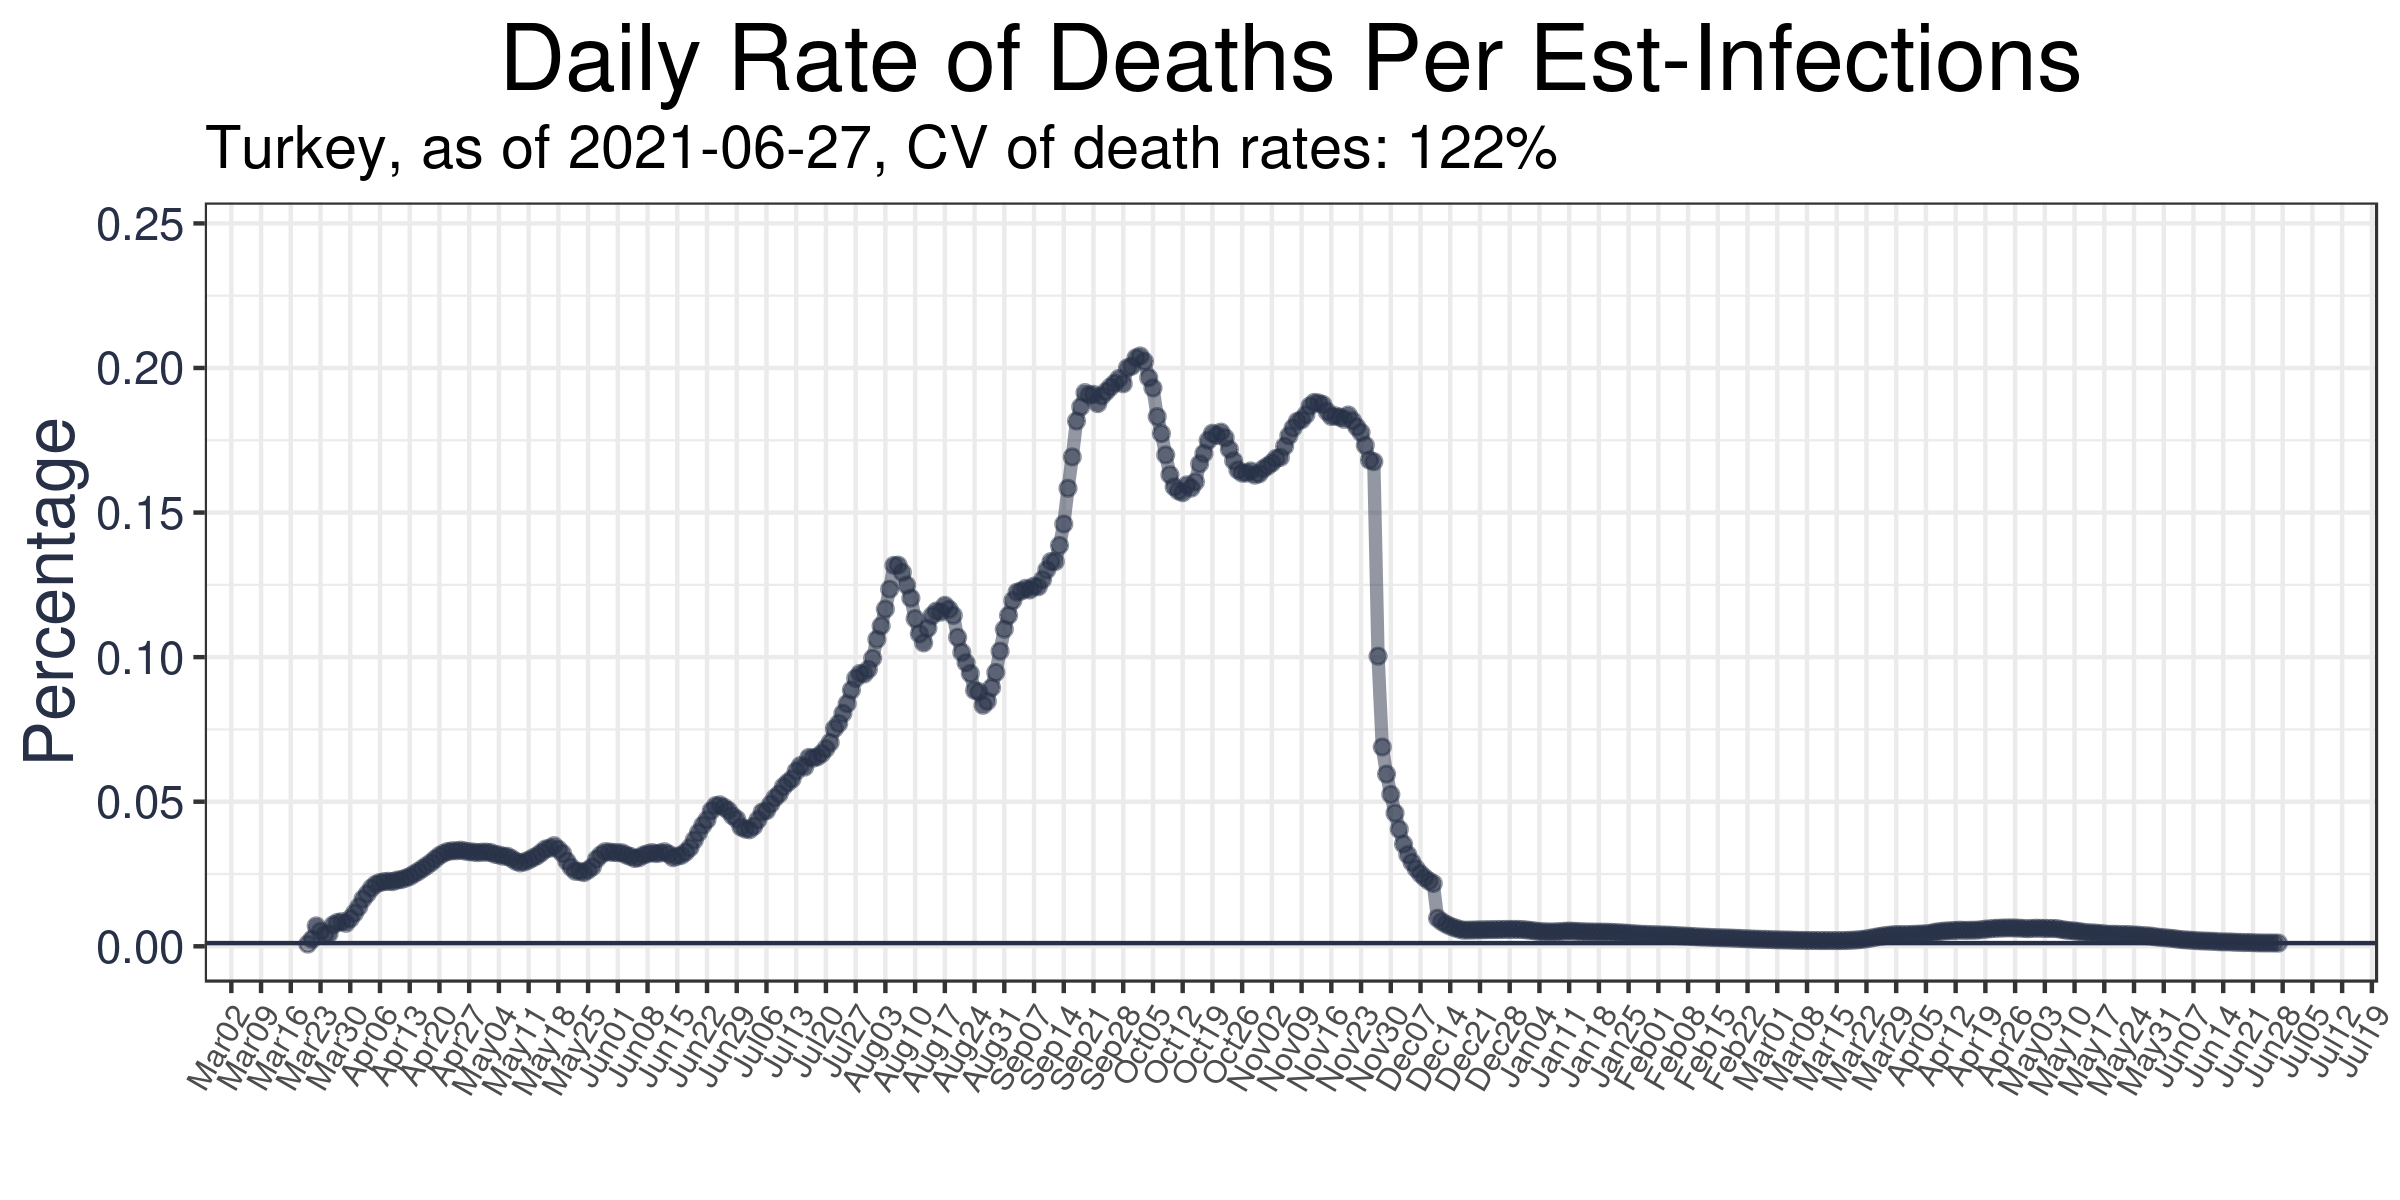 Daily Rate of Deaths Per Est-Infections
Turkey, as of 2021-06-27, CV of death rates: 122%
Percentage
0.25
0.20
0.15
0.10
0.05
0.00
Mar02
Mar09
Mar16
Mar23
Mar30
Apr06
Apr13
Apr20
Apr27
May04
May11
May18
May25
Jun01
Jun08
Jun15
Jun22
Jun29
Jul06
Jul13
Jul20
Jul27
Aug03
Aug10
Aug17
Aug24
Aug31
Sep07
Sep14
Sep21
Sep28
Oct05
Oct12
Oct19
Oct26
Nov02
Nov09
Nov16
Nov23
Nov30
Dec07
Dec14
Dec21
Dec28
Jan04
Jan11
Jan18
Jan25
Feb01
Feb08
Feb15
Feb22
Mar01
Mar08
Mar15
Mar22
Mar29
Apr05
Apr12
Apr19
Apr26
May03
May10
May17
May24
May31
Jun07
Jun14
Jun21
Jun28
Jul05
Jul12
Jul19